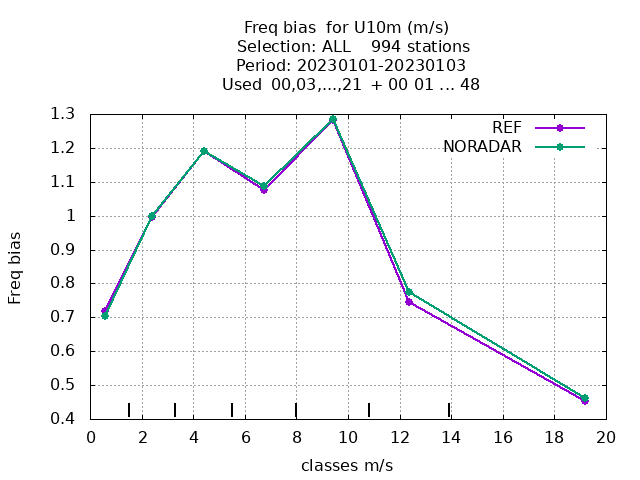 Freq bias  for U10m (m/s)
Selection: ALL    994 stations
Period: 20230101-20230103
Used  00,03,...,21  + 00 01 ... 48
REF
NORADAR
1.3
1.2
1.1
1
0.9
0.8
0.7
0.6
0.5
0.4
Freq bias
0 2 4 6 8 10 12 14 16 18 20
classes m/s